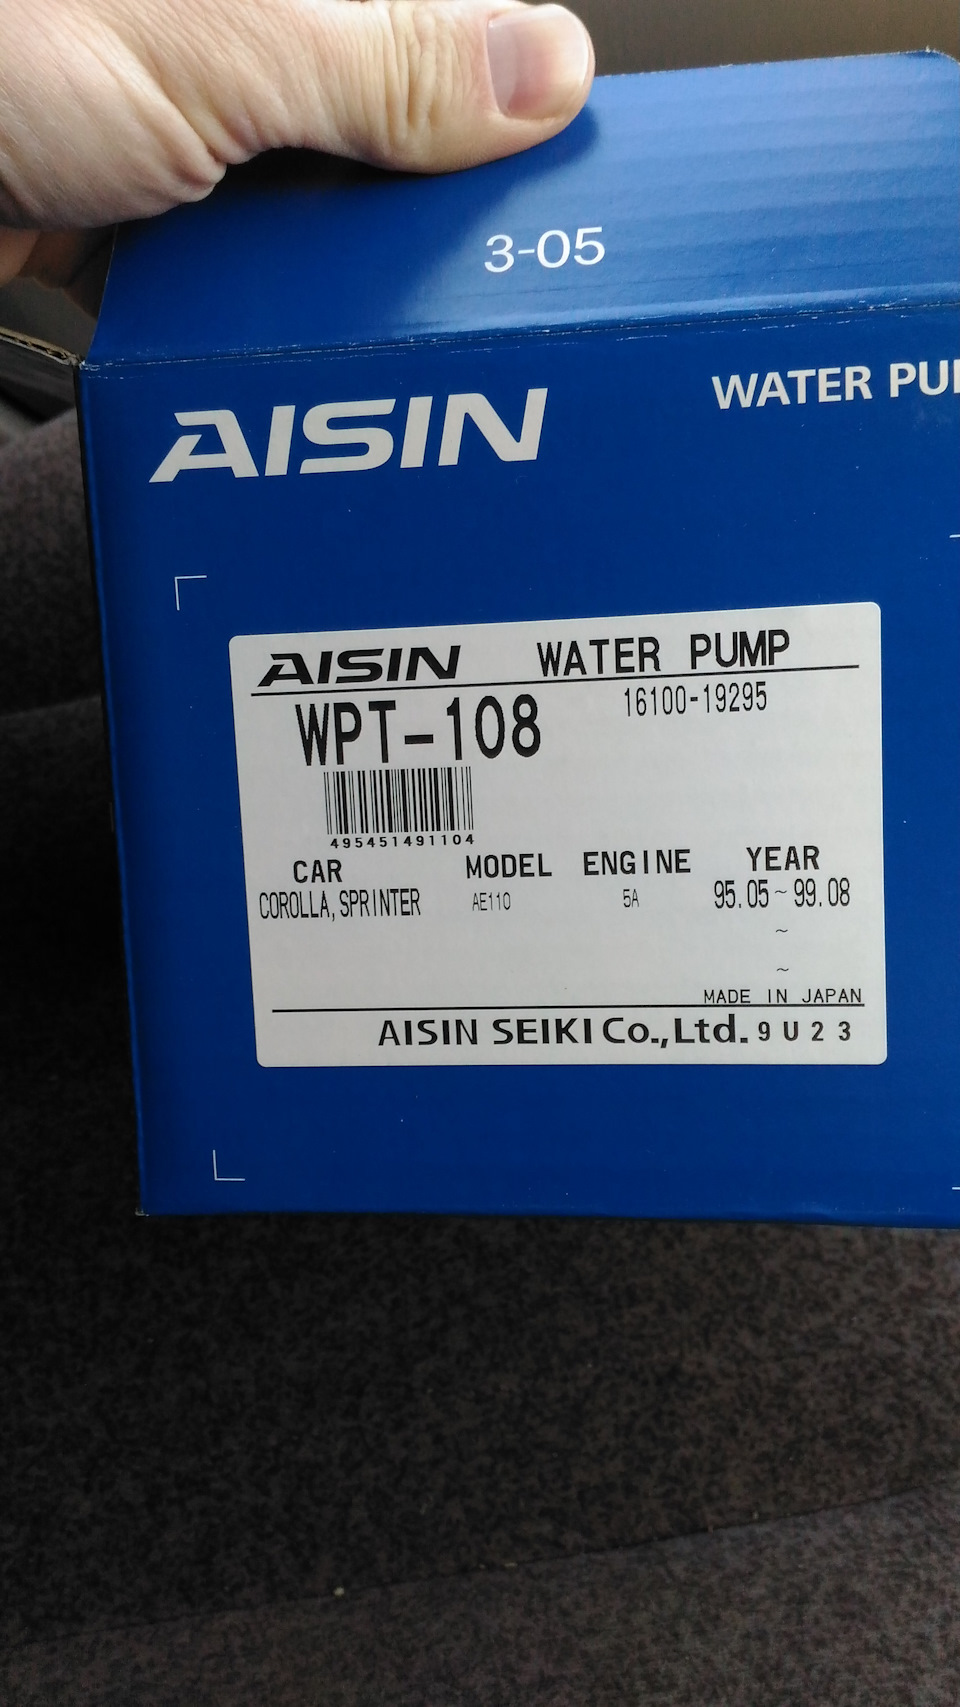 3-05
AISIN
WATER
AISIN WATER PUMP
WPT-108 16100-19295
495451491104
CAR MODEL ENGINE YEAR
COROLLA, SPRINTER AE110 5A 95.05~99.08
~
~
MADE IN JAPAN
AISIN SEIKI Co.,Ltd. 9U23